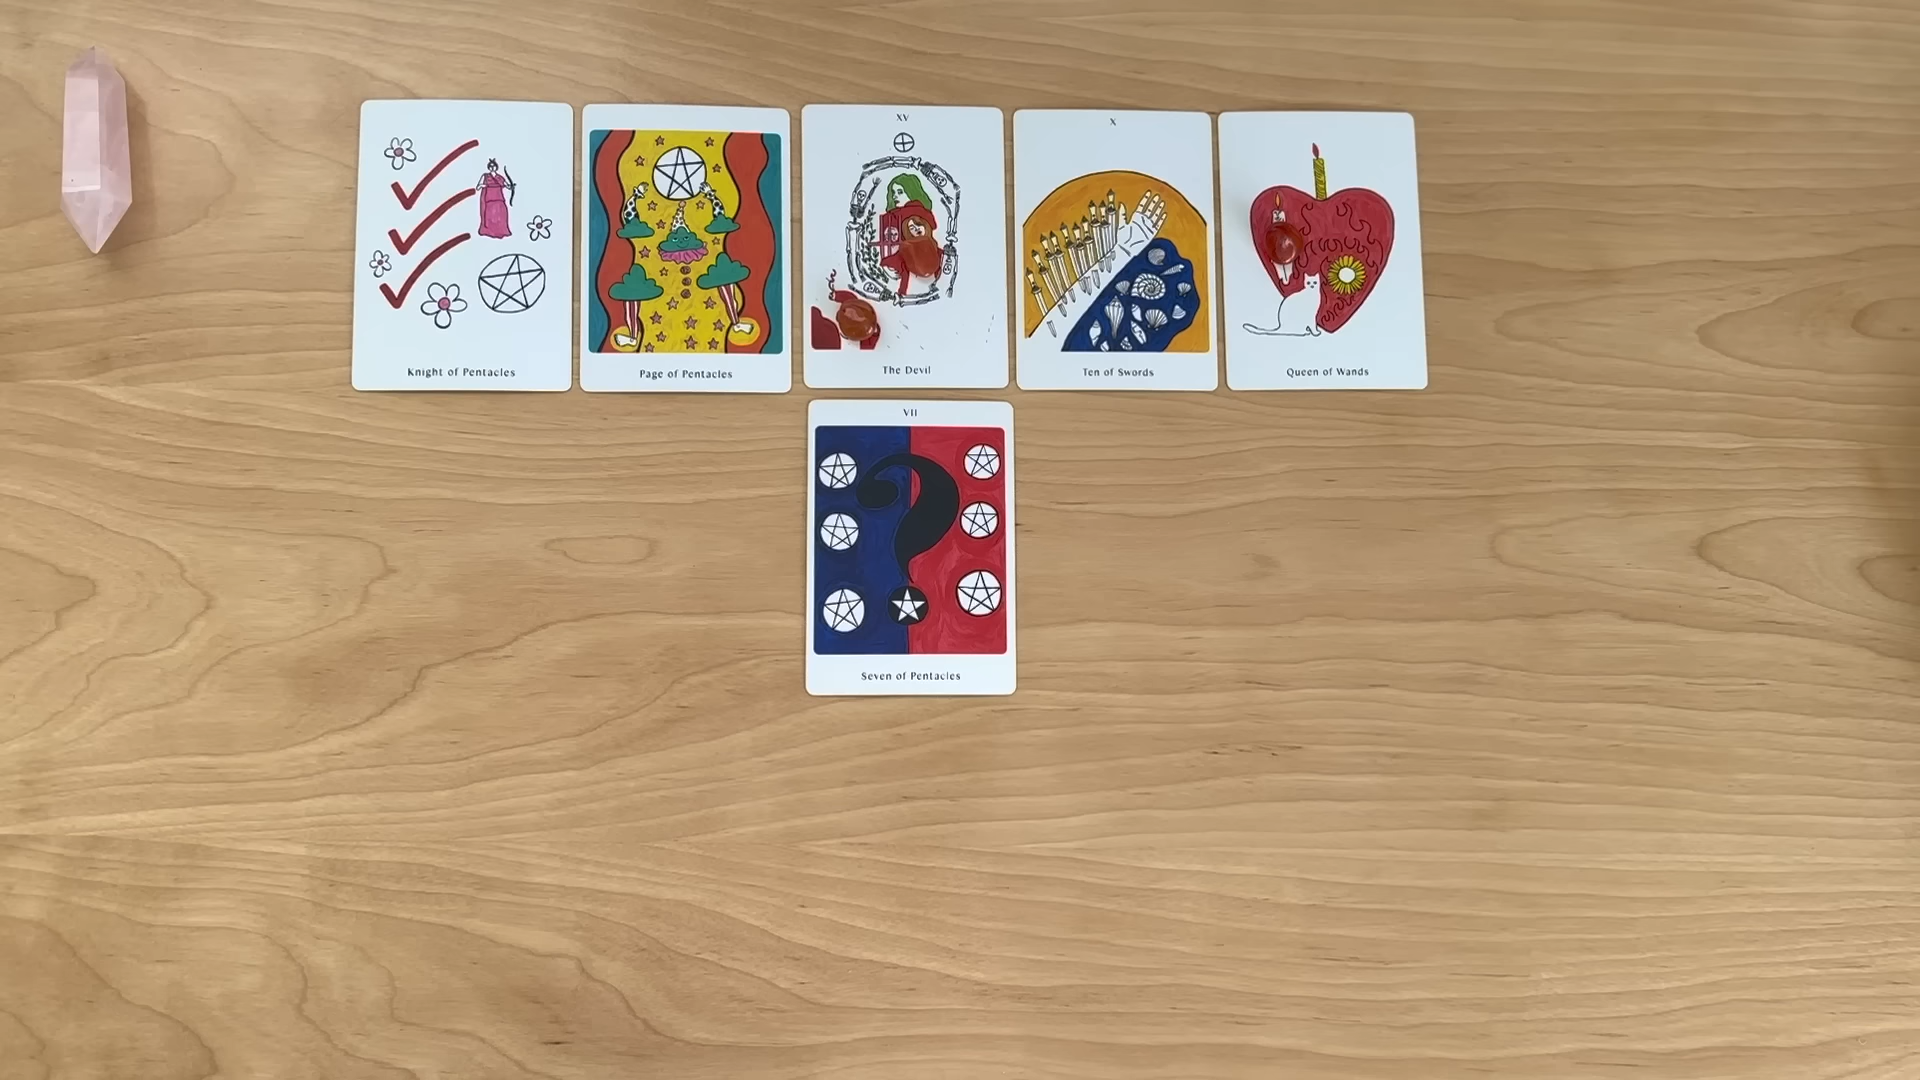 Knight of Pentacles
Page of Pentacles
XV
The Devil
X
Ten of Swords
Queen of Wands
VII
?
Seven of Pentacles